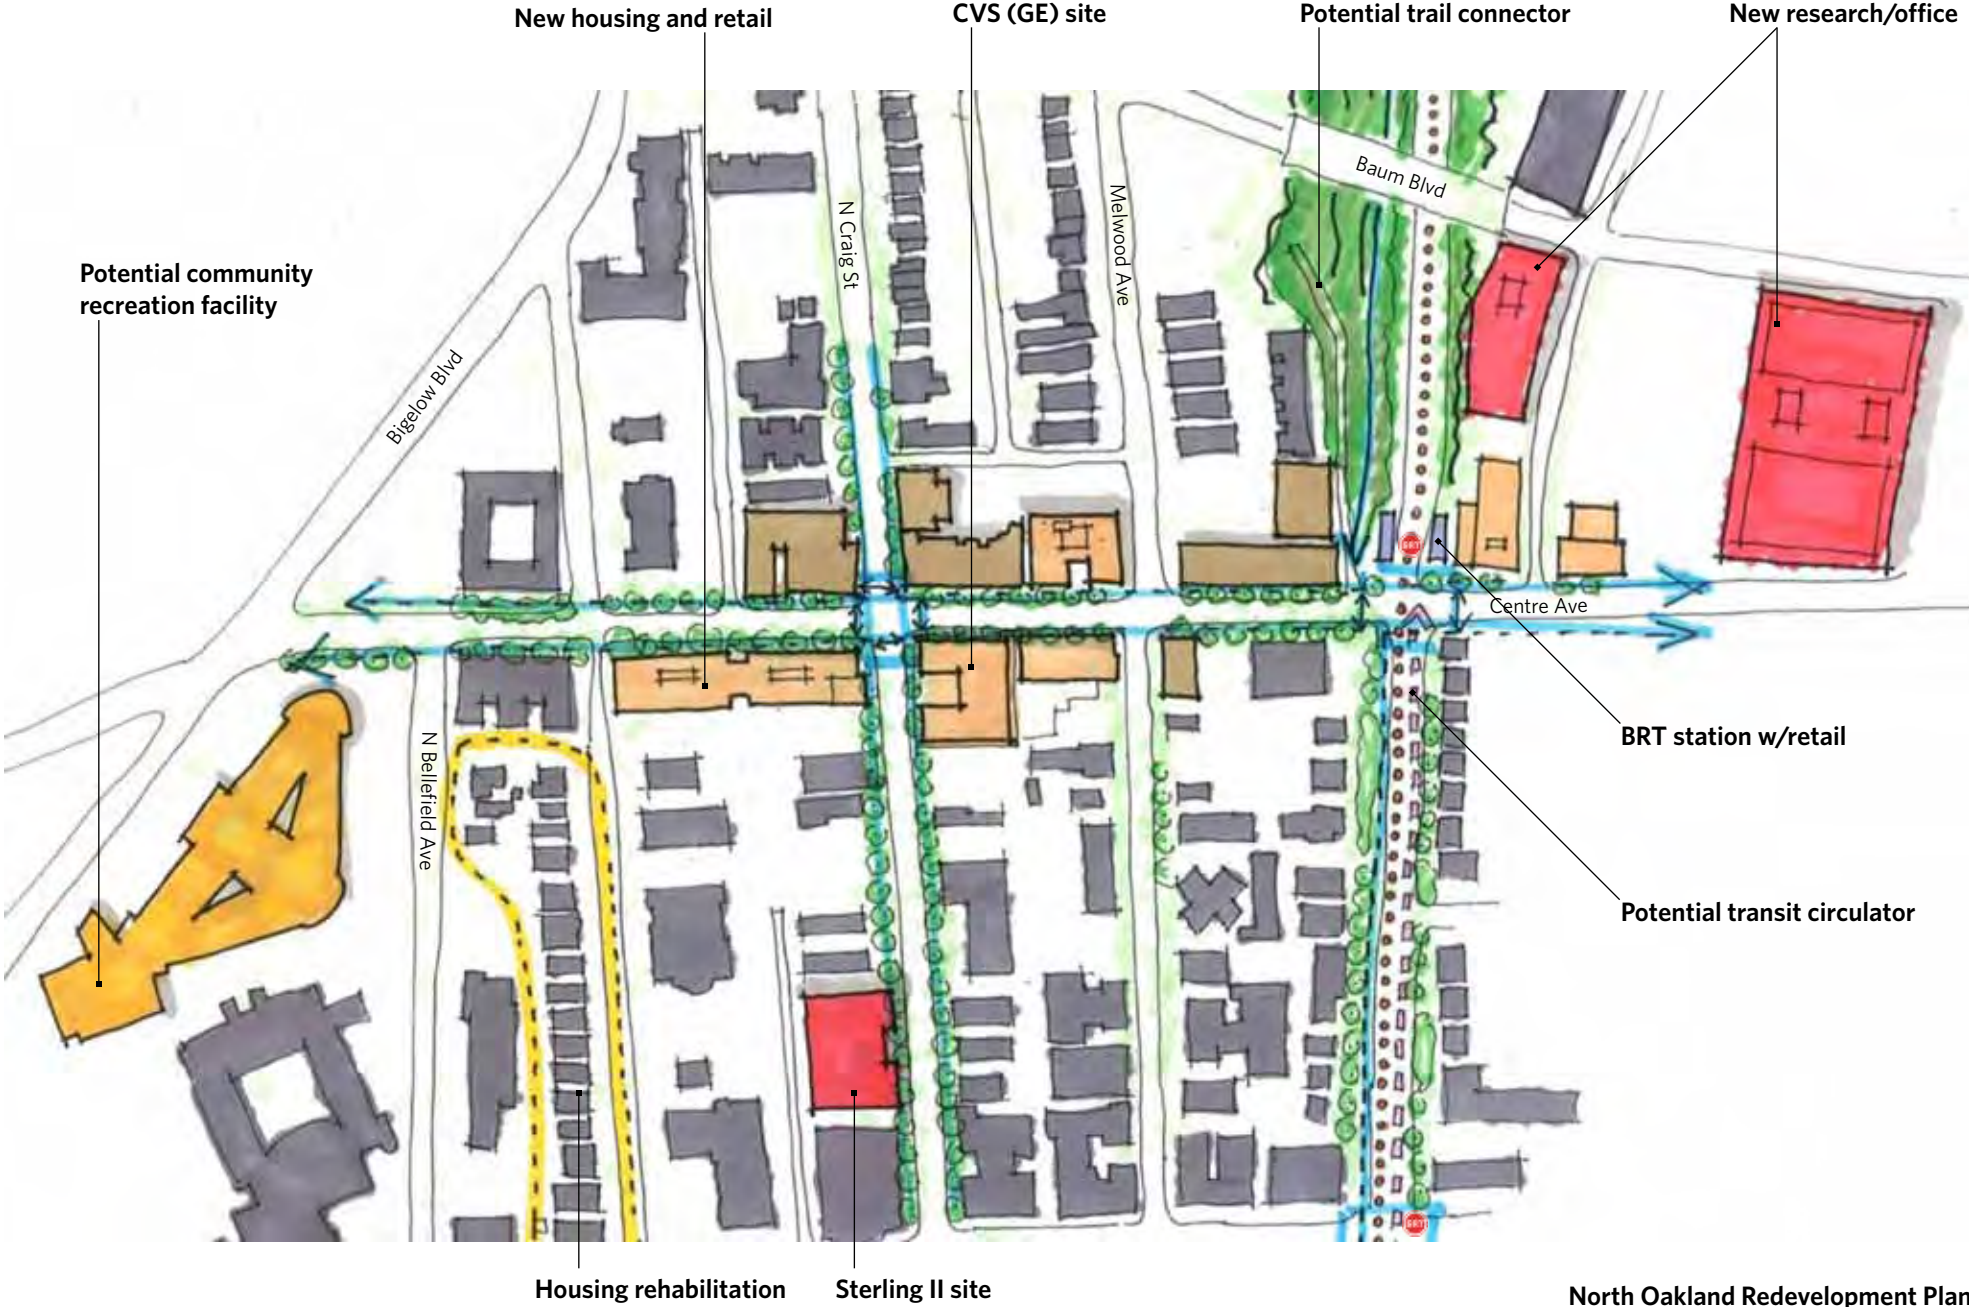 New housing and retail
CVS (GE) site
Potential trail connector
New research/office
Baum Blvd
N Craig St
Melwood Ave
Potential community
recreation facility
Bigelow Blvd
BRT
Centre Ave
BRT station w/retail
N Bellefield Ave
Potential transit circulator
BRT
Housing rehabilitation
Sterling II site
North Oakland Redevelopment Plan